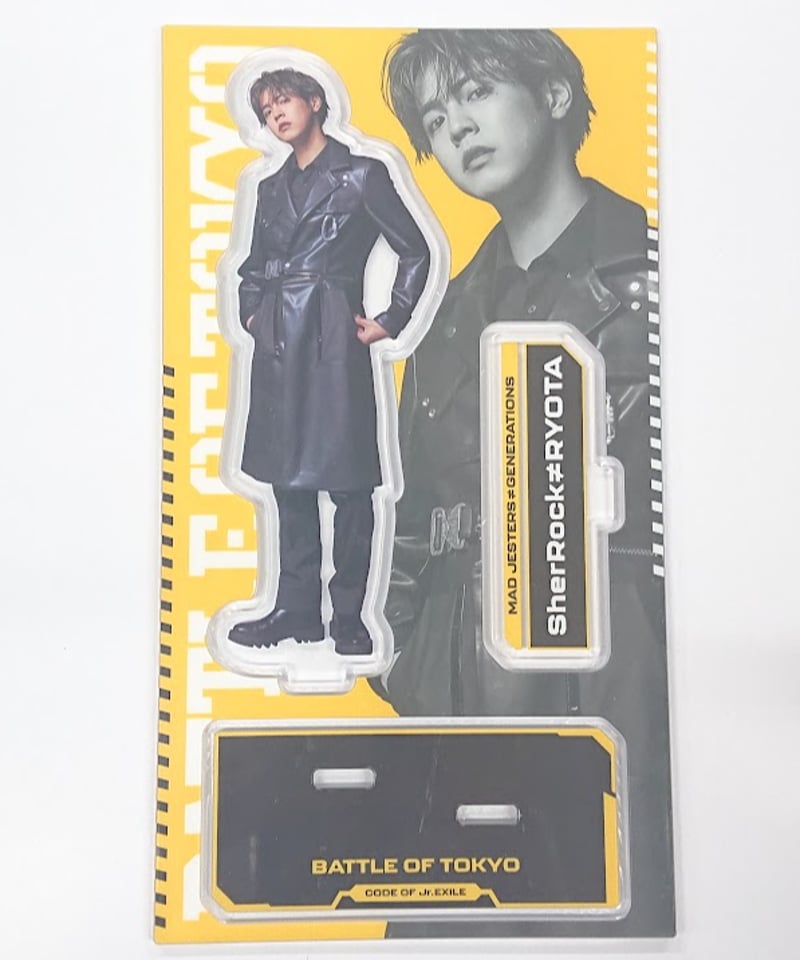 BATTLE OF TOKYO
MAD JESTERS≠GENERATIONS
SherRock≠RYOTA
BATTLE OF TOKYO
CODE OF Jr.EXILE